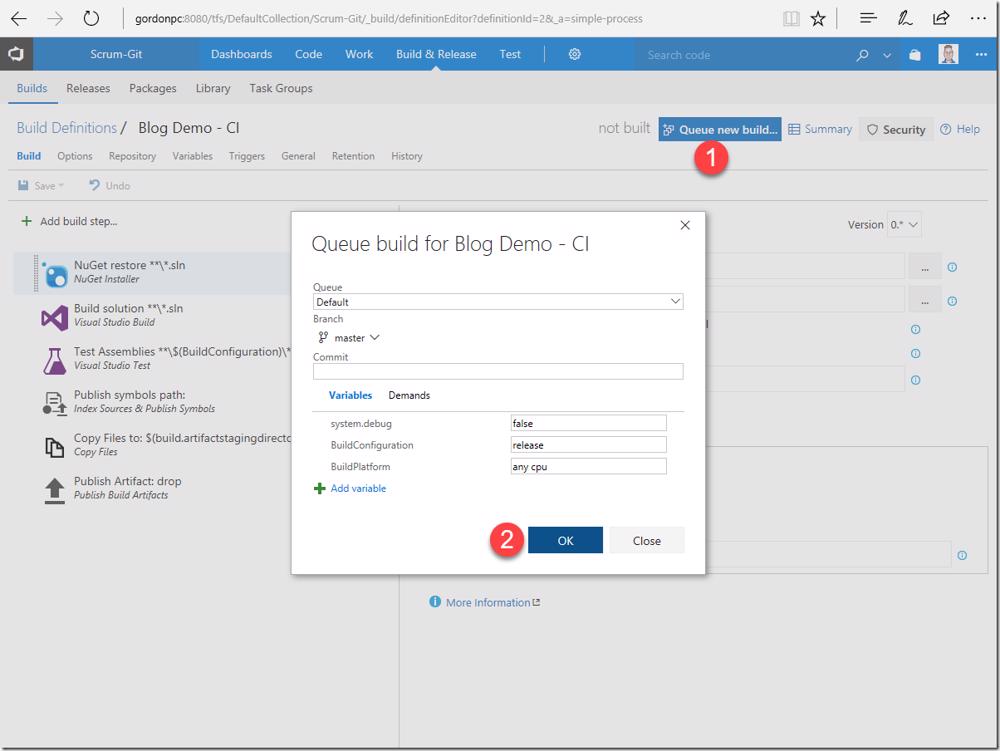 gordonpc:8080/tfs/DefaultCollection/Scrum-Git/_build/definitionEditor?definitionId=2&_a=simple-process
Scrum-Git Dashboards Code Work Build & Release Test Search code
Builds Releases Packages Library Task Groups
Build Definitions / Blog Demo - CI not built Queue new build... Summary Security Help
1
Build Options Repository Variables Triggers General Retention History
Save Undo
Add build step...
Version 0.*
NuGet restore **\*.sln
NuGet Installer
Build solution **\*.sln
Visual Studio Build
Test Assemblies **\$(BuildConfiguration)\*
Visual Studio Test
Publish symbols path:
Index Sources & Publish Symbols
Copy Files to: $(build.artifactstagingdirecto
Copy Files
Publish Artifact: drop
Publish Build Artifacts
...
...
Queue build for Blog Demo - CI
Queue
Default
Branch
master
Commit
Variables Demands
system.debug false
BuildConfiguration release
BuildPlatform any cpu
Add variable
2 OK Close
More Information